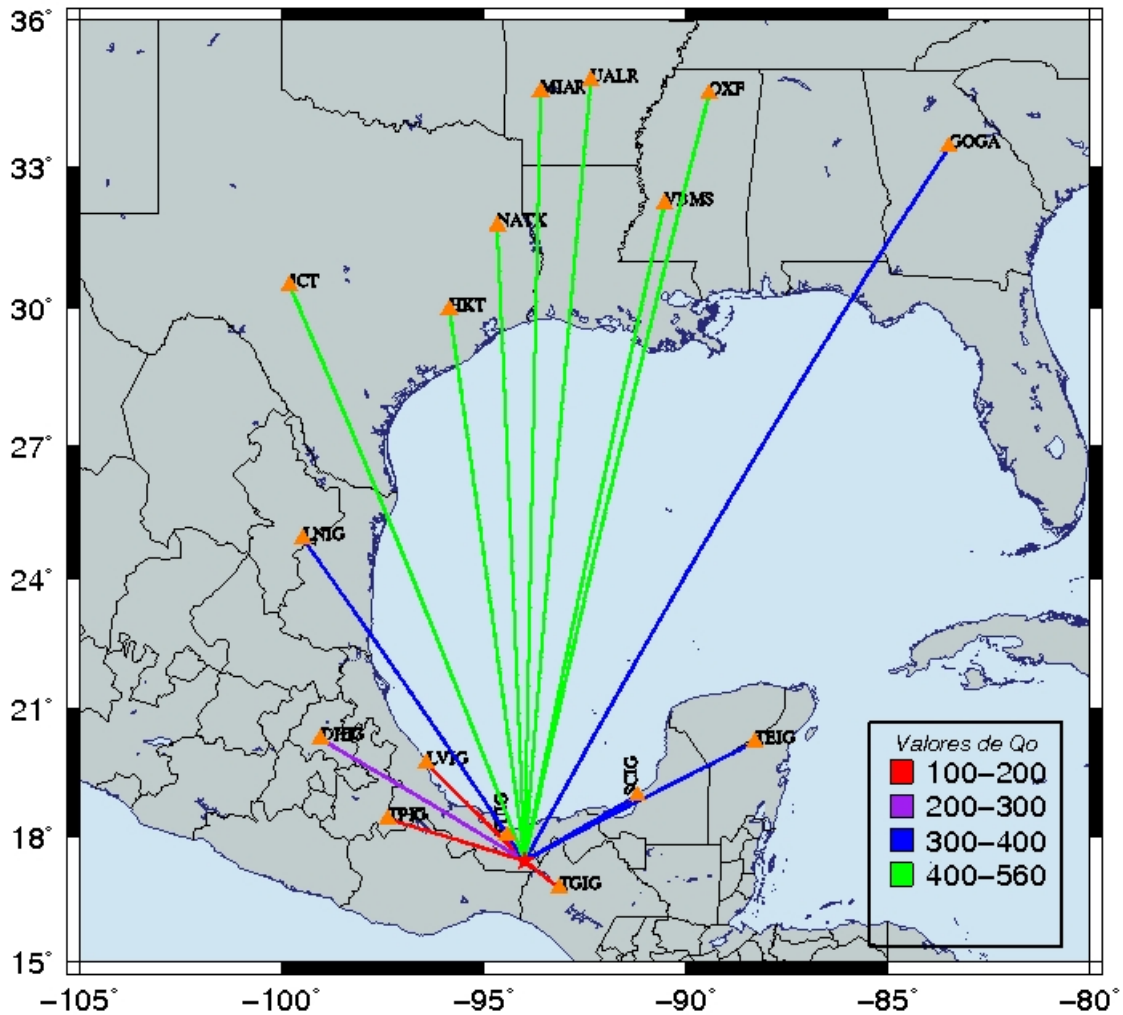 36°
UALR
MIAR
OXF
33°
GOGA
VBMS
NATX
JCT
HKT
30°
27°
LNIG
24°
21°
DHIG
TEIG
Valores de Qo
LVIG
100–200
SCIG
200–300
TPIG
18°
300–400
400–560
TGIG
15°
−105° −100° −95° −90° −85° −80°